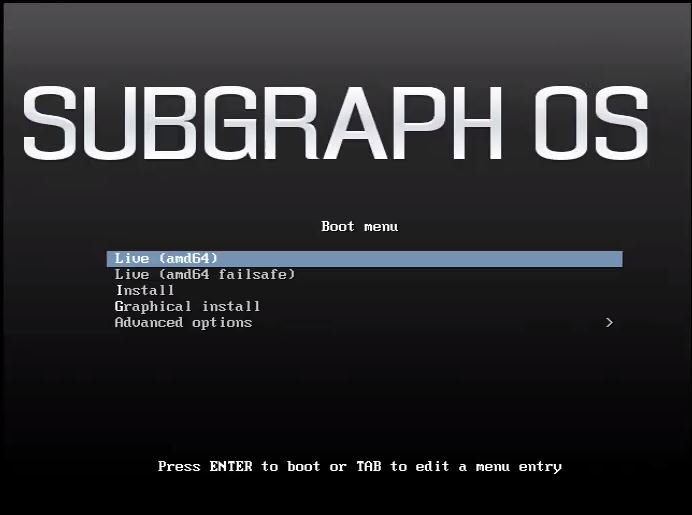 SUBGRAPH OS
Boot menu
Live (amd64)
Live (amd64 failsafe)
Install
Graphical install
Advanced options >
Press ENTER to boot or TAB to edit a menu entry